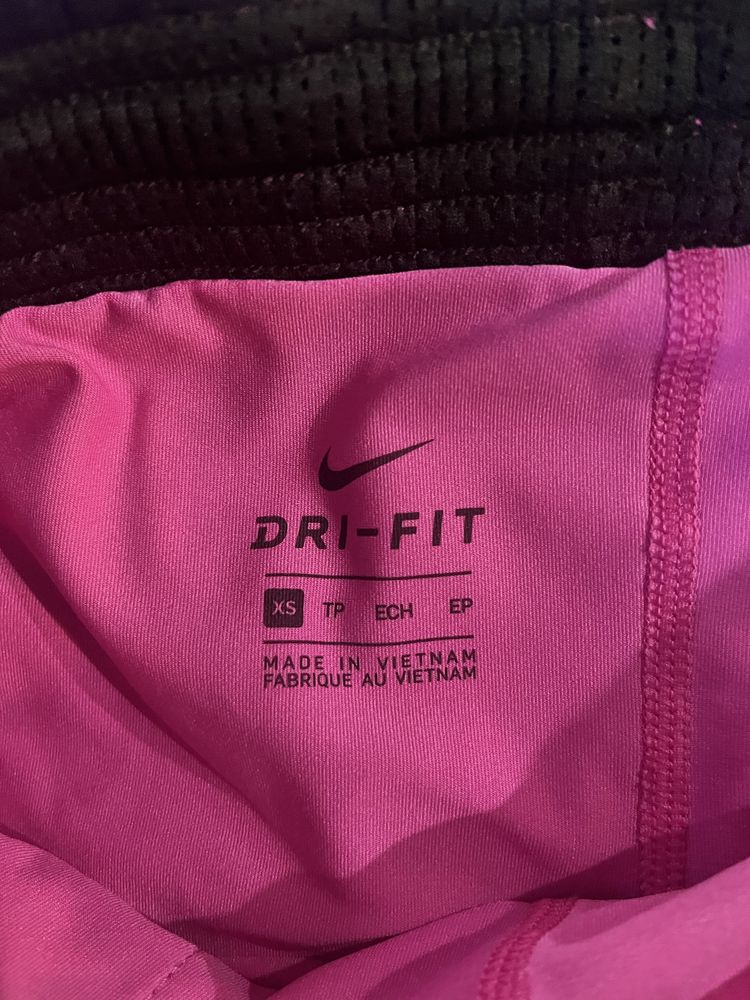 DRI-FIT
XS TP ECH EP
MADE IN VIETNAM
FABRIQUE AU VIETNAM